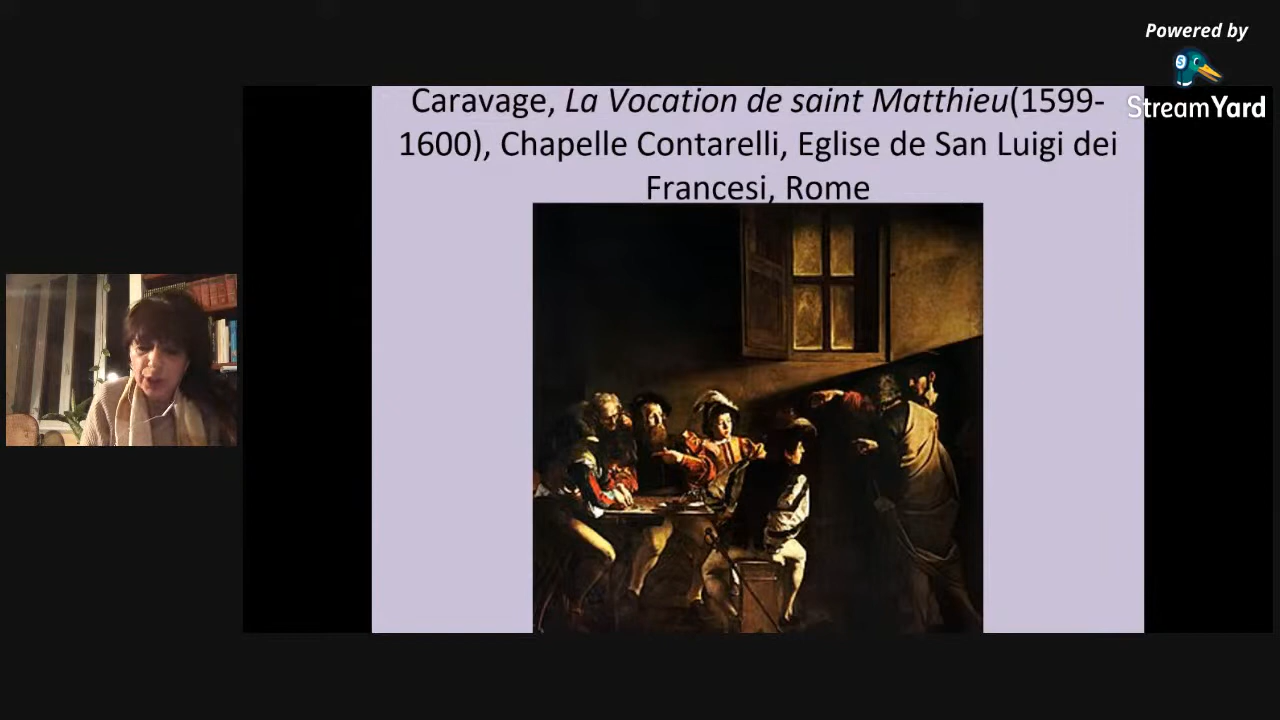 Powered by
StreamYard
Caravage, La Vocation de saint Matthieu(1599-
1600), Chapelle Contarelli, Eglise de San Luigi dei
Francesi, Rome